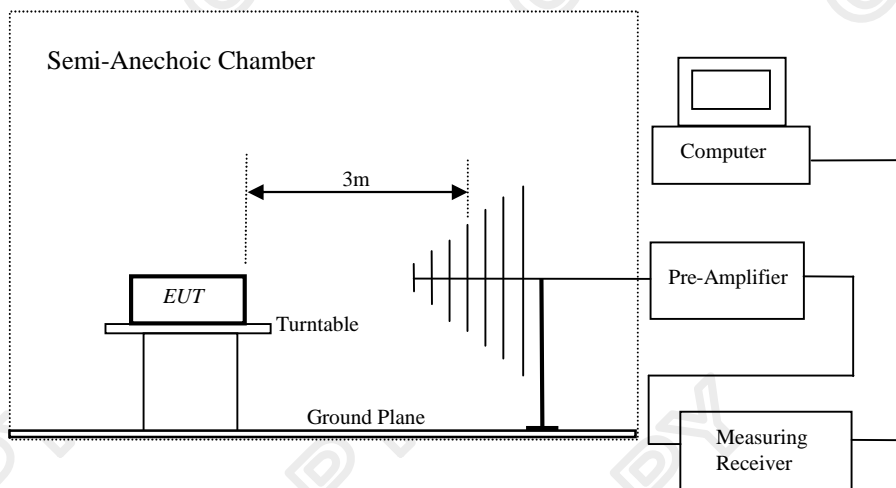 Semi-Anechoic Chamber
3m
EUT
Turntable
Ground Plane
Computer
Pre-Amplifier
Measuring
Receiver